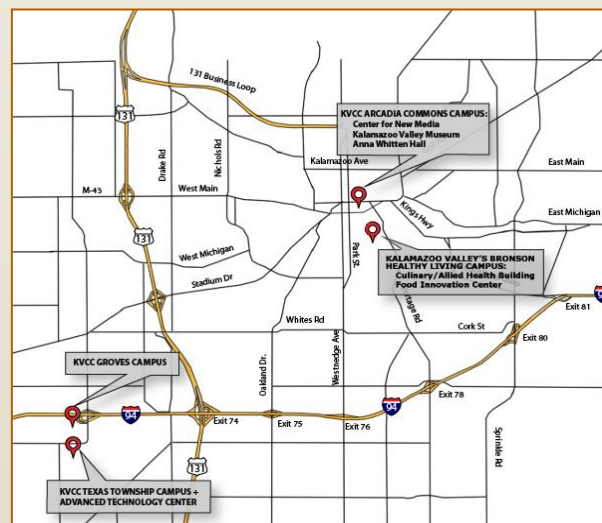 131 Business Loop
131
Nichols Rd
Drake Rd
KVCC ARCADIA COMMONS CAMPUS:
Center for New Media
Kalamazoo Valley Museum
Anna Whitten Hall
Kalamazoo Ave
East Main
M-43
West Main
Kings Hwy
East Michigan
131
West Michigan
Park St.
KALAMAZOO VALLEY'S BRONSON
HEALTHY LIVING CAMPUS:
Culinary/Allied Health Building
Food Innovation Center
Stadium Dr
Exit 81
Whites Rd
Cork St
Exit 80
Oakland Dr.
Westnedge Ave
KVCC GROVES CAMPUS
Exit 78
94
Exit 74
Exit 75
Exit 76
94
Sprinkle Rd
131
KVCC TEXAS TOWNSHIP CAMPUS +
ADVANCED TECHNOLOGY CENTER